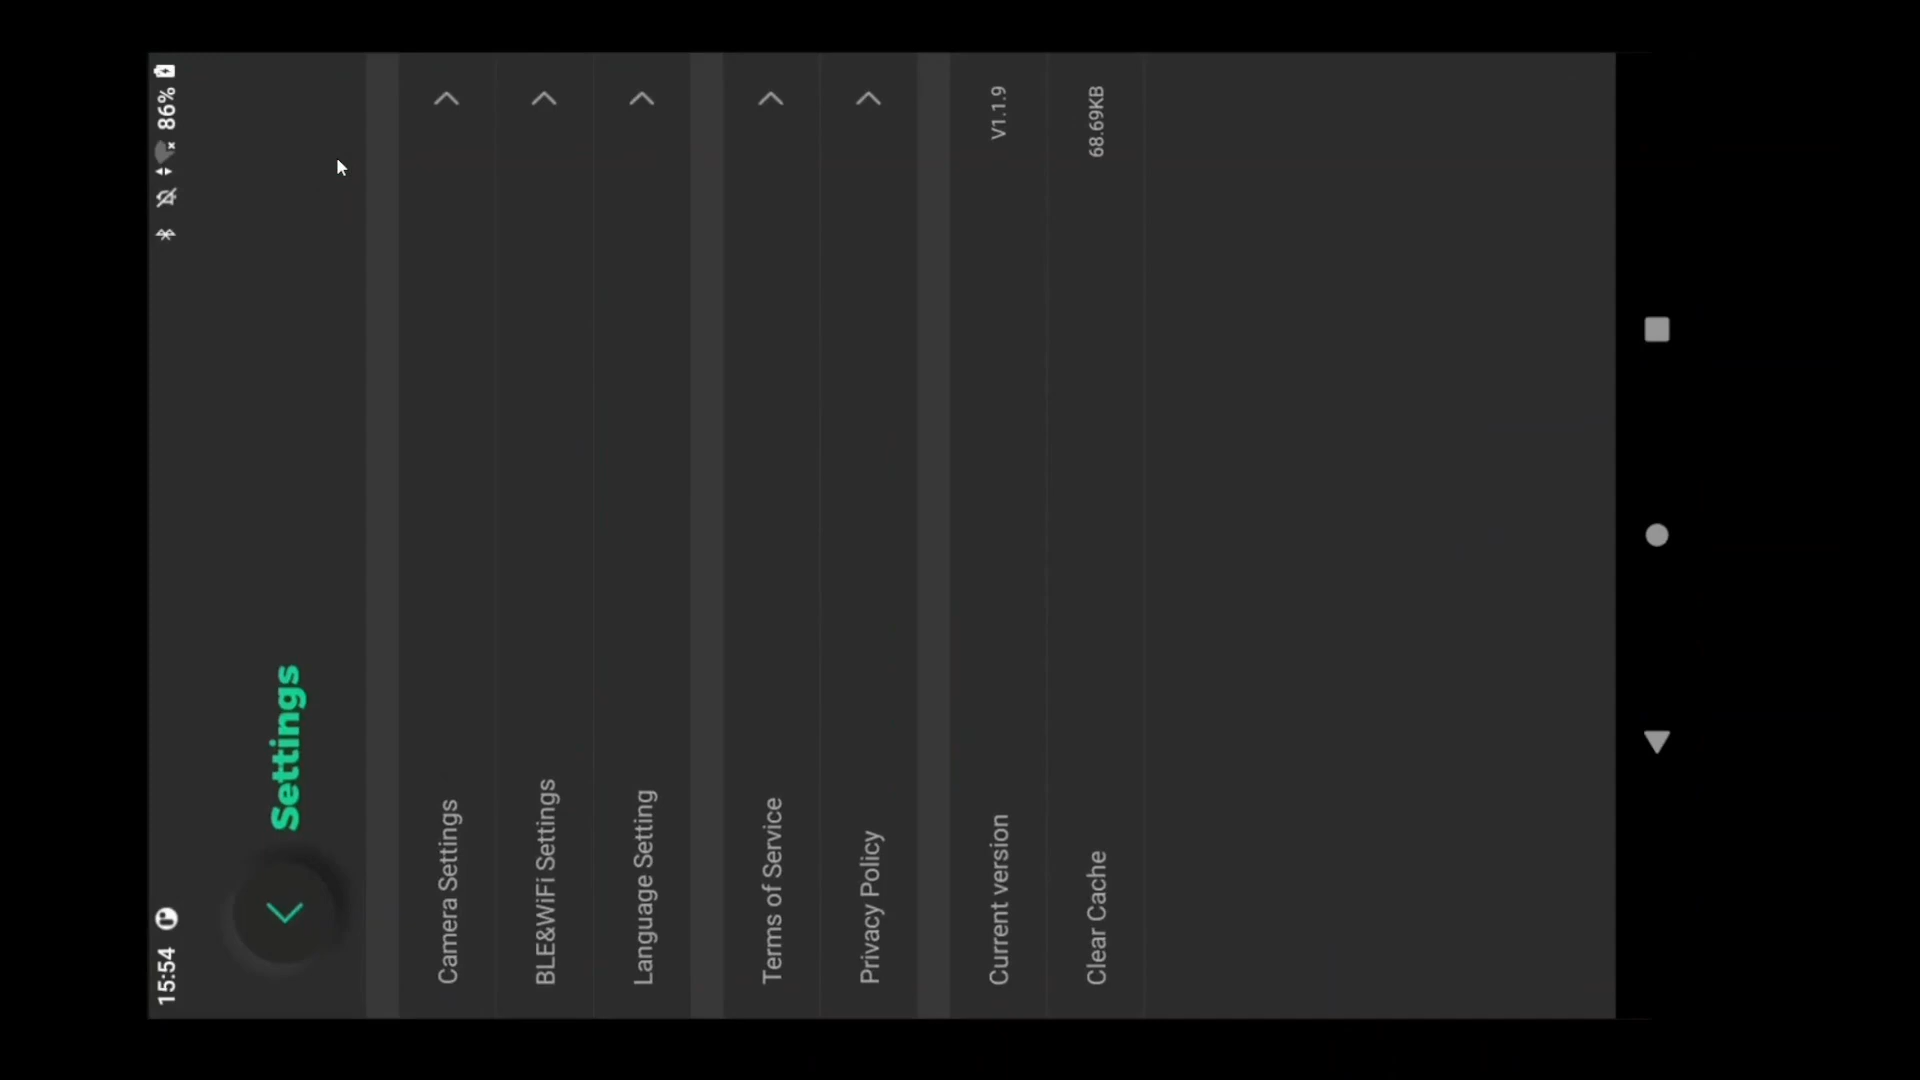 15:54
86%
Settings
Camera Settings
BLE&WiFi Settings
Language Setting
Terms of Service
Privacy Policy
Current version V1.1.9
Clear Cache 68.69KB